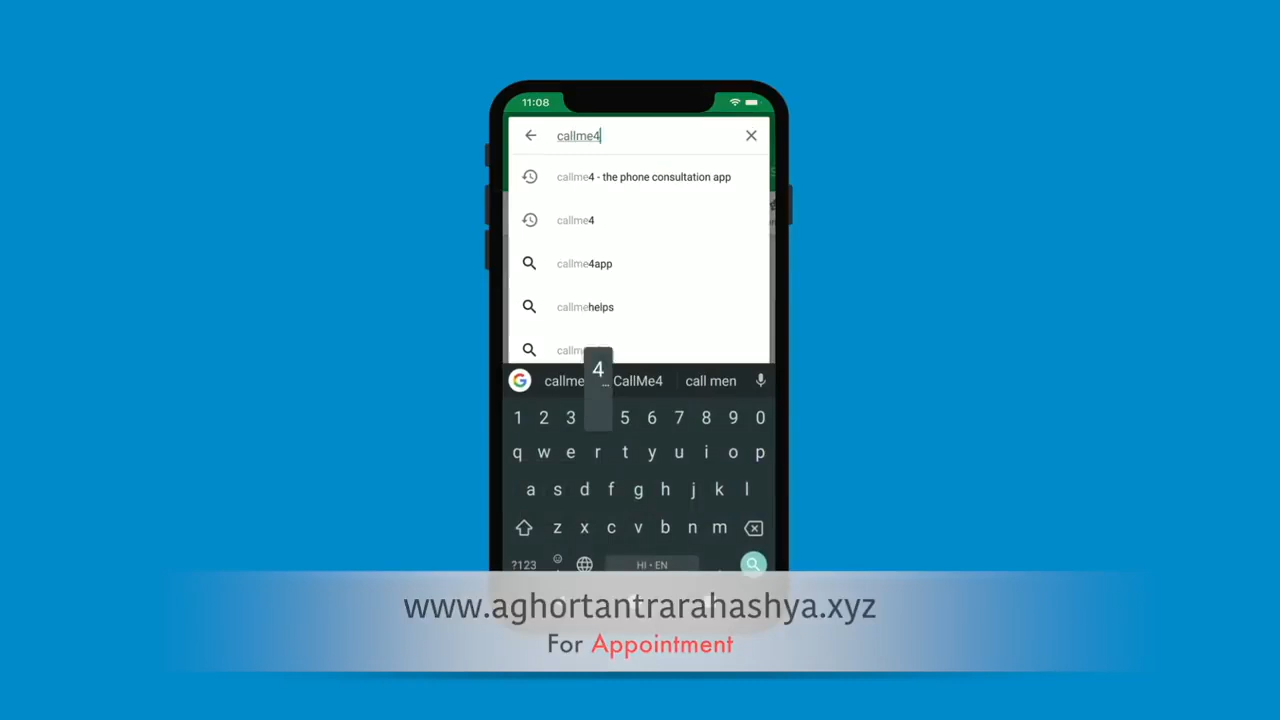 11:08
callme4
callme4 - the phone consultation app
callme4
callme4app
callmehelps
callm
4
callme ... CallMe4 call men
1 2 3 5 6 7 8 9 0
q w e r t y u i o p
a s d f g h j k l
z x c v b n m
?123 HI • EN
www.aghortantrarahashya.xyz
For Appointment